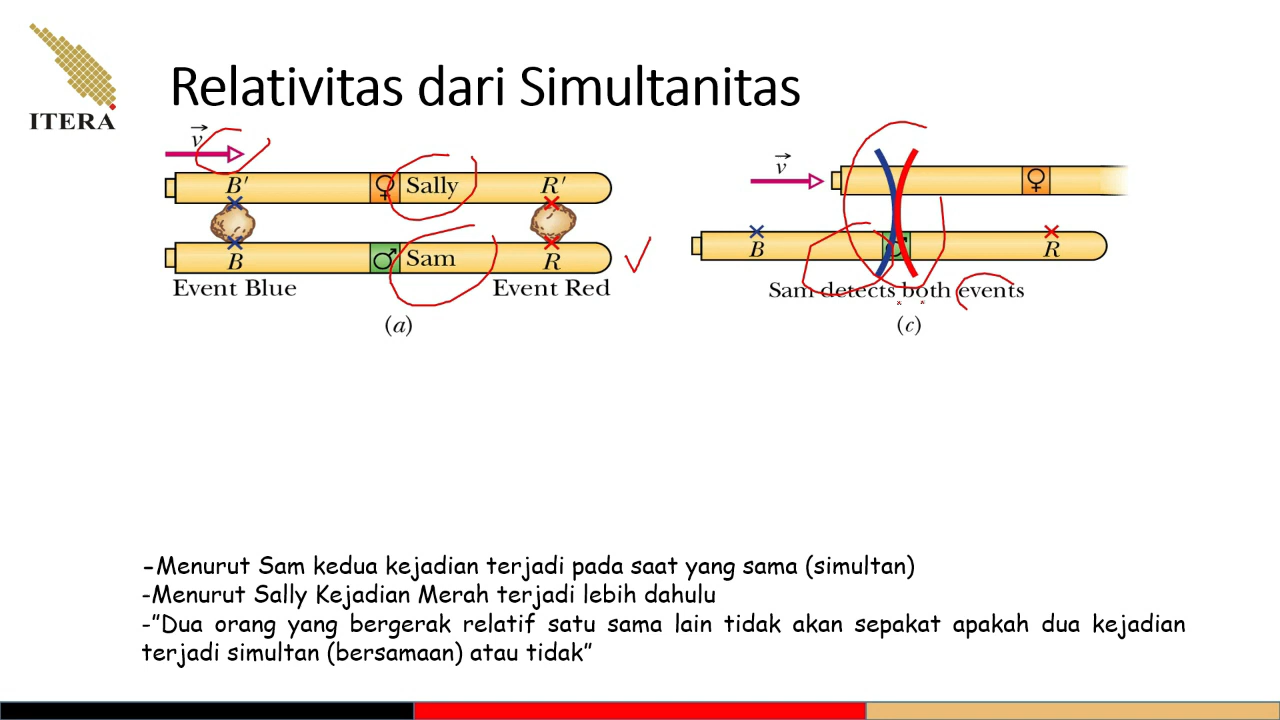 ITERA
Relativitas dari Simultanitas
v
B' Sally R'
B Sam R
Event Blue Event Red
(a)
v
B R
Sam detects both events
(c)
-Menurut Sam kedua kejadian terjadi pada saat yang sama (simultan)
-Menurut Sally Kejadian Merah terjadi lebih dahulu
-”Dua orang yang bergerak relatif satu sama lain tidak akan sepakat apakah dua kejadian
terjadi simultan (bersamaan) atau tidak”